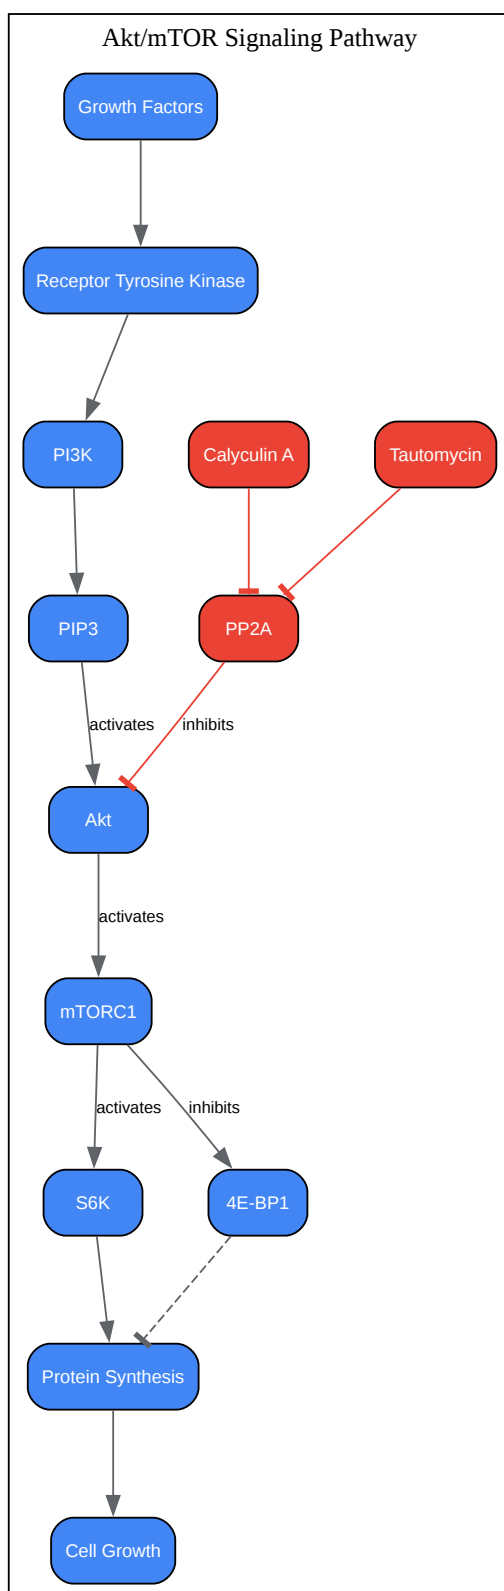 Akt/mTOR Signaling Pathway
Growth Factors
Receptor Tyrosine Kinase
PI3K
Calyculin A
Tautomycin
PIP3
PP2A
activates
inhibits
Akt
activates
mTORC1
activates
inhibits
S6K
4E-BP1
Protein Synthesis
Cell Growth